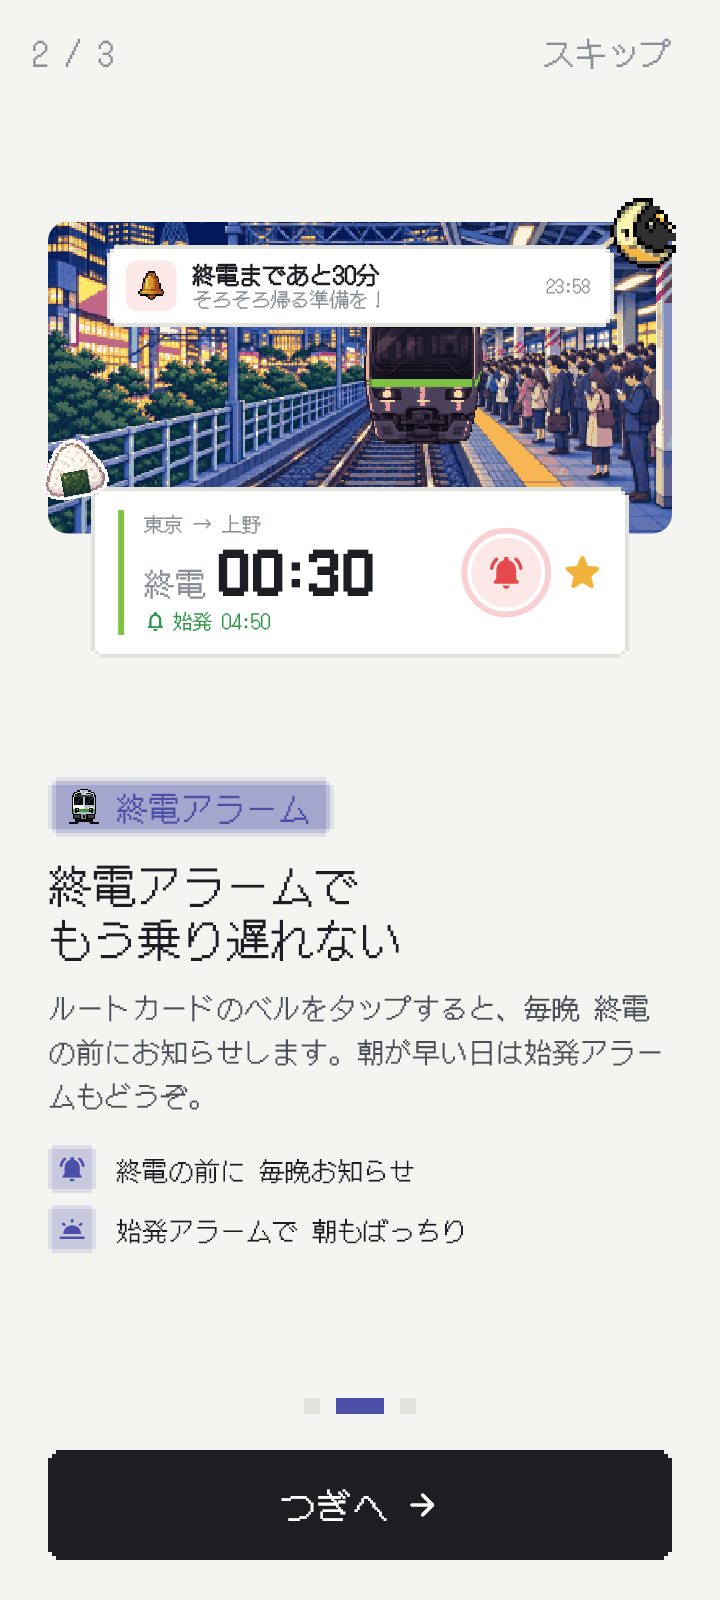 2 / 3
スキップ
終電まであと30分
そろそろ帰る準備を！
23:58
東京 → 上野
終電 00:30
始発 04:50
終電アラーム
終電アラームで
もう乗り遅れない
ルートカードのベルをタップすると、毎晩 終電
の前にお知らせします。朝が早い日は始発アラー
ムもどうぞ。
終電の前に 毎晩お知らせ
始発アラームで 朝もばっちり
つぎへ →